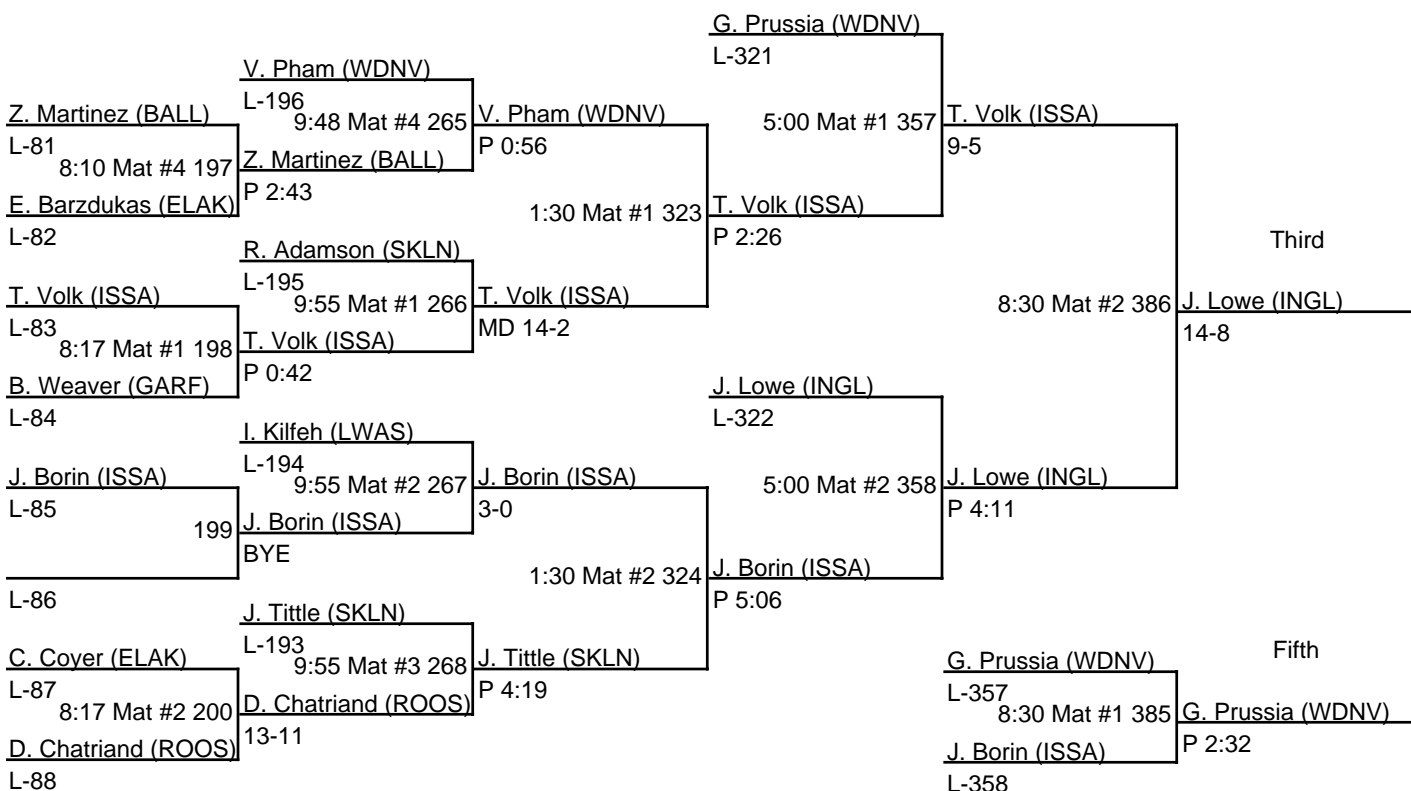 G. Prussia (WDNV)
L-321
V. Pham (WDNV)
L-196
Z. Martinez (BALL)
9:48 Mat #4 265
V. Pham (WDNV)
5:00 Mat #1 357
T. Volk (ISSA)
L-81
P 0:56
9-5
8:10 Mat #4 197
Z. Martinez (BALL)
P 2:43
E. Barzdukas (ELAK)
1:30 Mat #1 323
T. Volk (ISSA)
L-82
P 2:26
Third
R. Adamson (SKLN)
L-195
T. Volk (ISSA)
9:55 Mat #1 266
T. Volk (ISSA)
8:30 Mat #2 386
J. Lowe (INGL)
L-83
MD 14-2
14-8
8:17 Mat #1 198
T. Volk (ISSA)
P 0:42
B. Weaver (GARF)
J. Lowe (INGL)
L-84
L-322
I. Kilfeh (LWAS)
L-194
J. Borin (ISSA)
9:55 Mat #2 267
J. Borin (ISSA)
5:00 Mat #2 358
J. Lowe (INGL)
L-85
3-0
P 4:11
199
J. Borin (ISSA)
BYE
1:30 Mat #2 324
J. Borin (ISSA)
L-86
P 5:06
J. Tittle (SKLN)
L-193
Fifth
C. Coyer (ELAK)
9:55 Mat #3 268
J. Tittle (SKLN)
G. Prussia (WDNV)
L-87
P 4:19
L-357
8:17 Mat #2 200
D. Chatriand (ROOS)
8:30 Mat #1 385
G. Prussia (WDNV)
13-11
P 2:32
D. Chatriand (ROOS)
J. Borin (ISSA)
L-88
L-358